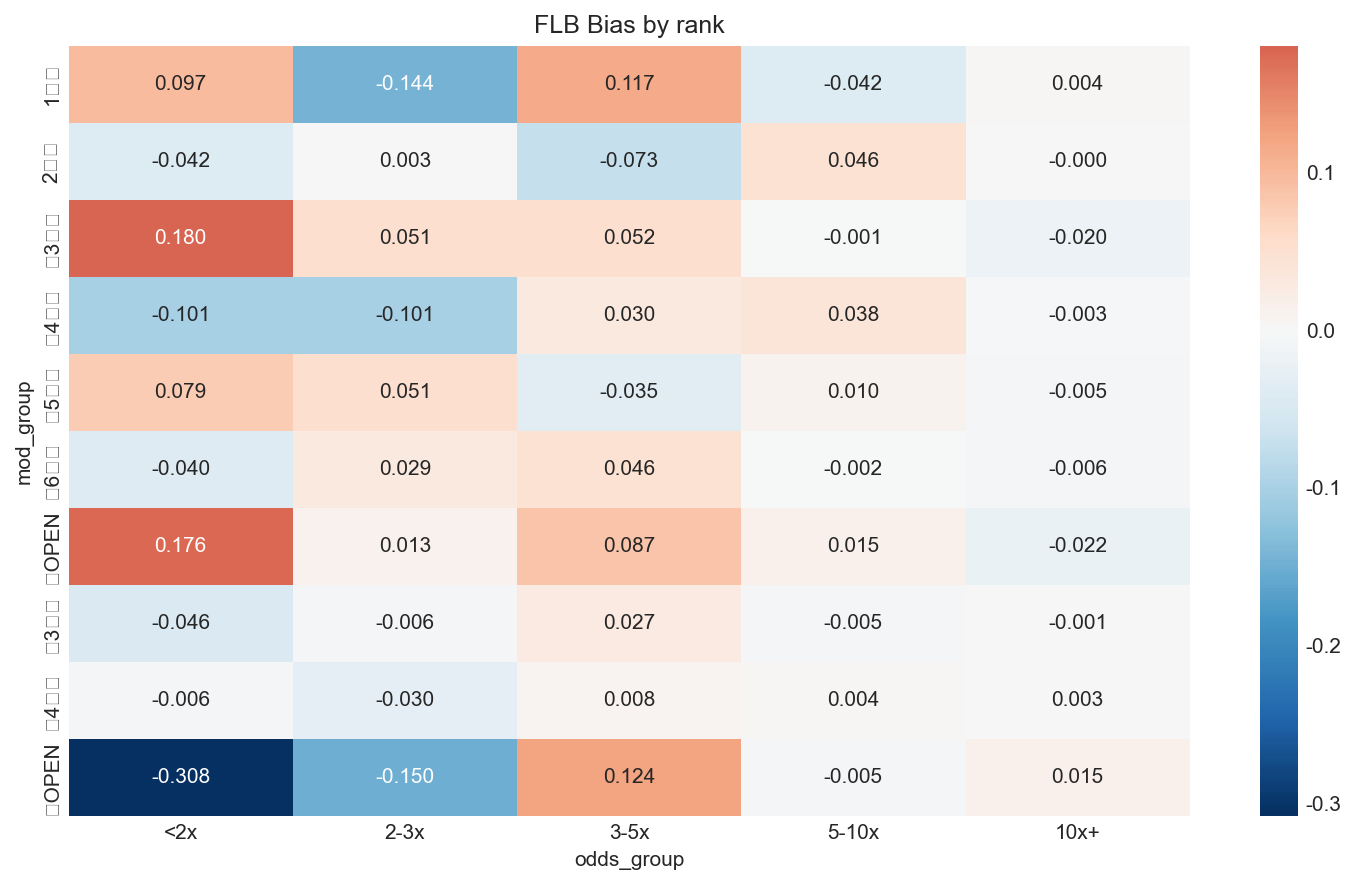 FLB Bias by rank
mod_group
1□□ 0.097 -0.144 0.117 -0.042 0.004
2□□ -0.042 0.003 -0.073 0.046 -0.000
□3□□ 0.180 0.051 0.052 -0.001 -0.020
□4□□ -0.101 -0.101 0.030 0.038 -0.003
□5□□ 0.079 0.051 -0.035 0.010 -0.005
□6□□ -0.040 0.029 0.046 -0.002 -0.006
□OPEN 0.176 0.013 0.087 0.015 -0.022
□3□□ -0.046 -0.006 0.027 -0.005 -0.001
□4□□ -0.006 -0.030 0.008 0.004 0.003
□OPEN -0.308 -0.150 0.124 -0.005 0.015
<2x 2-3x 3-5x 5-10x 10x+
odds_group
0.1
0.0
-0.1
-0.2
-0.3